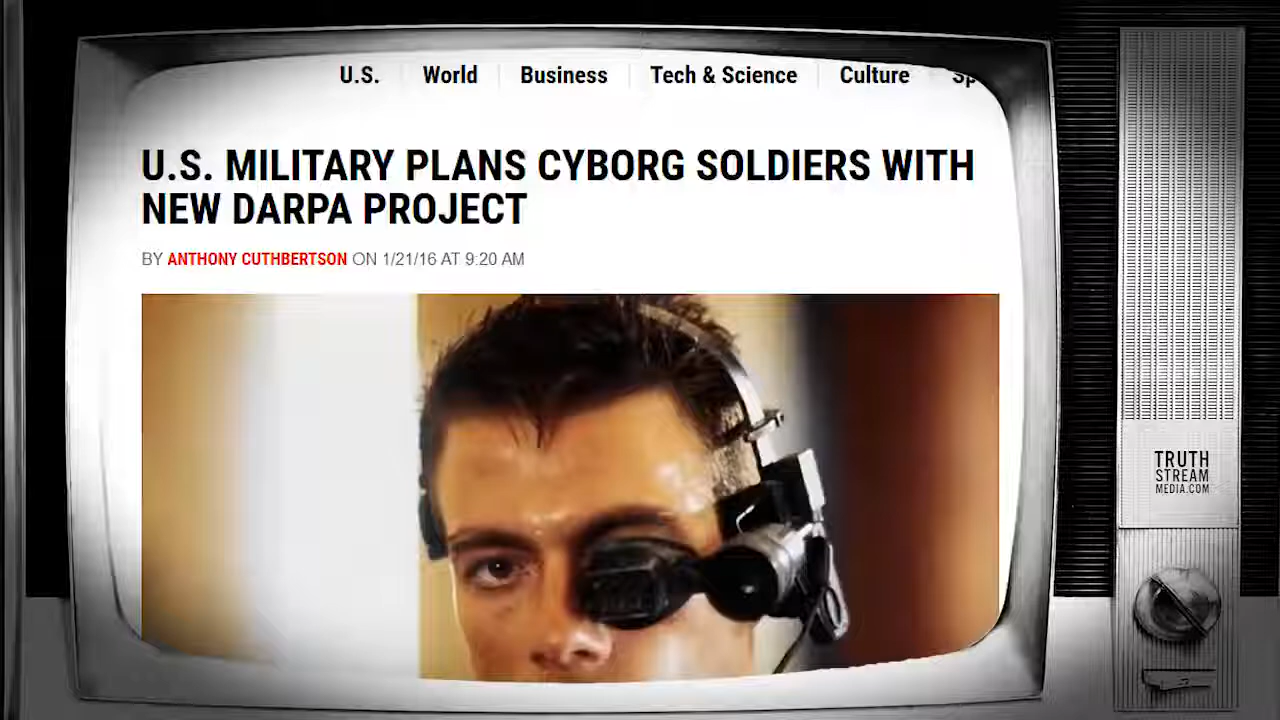 U.S. World Business Tech & Science Culture Sp
U.S. MILITARY PLANS CYBORG SOLDIERS WITH
NEW DARPA PROJECT
BY ANTHONY CUTHBERTSON ON 1/21/16 AT 9:20 AM
TRUTH
STREAM
MEDIA.COM